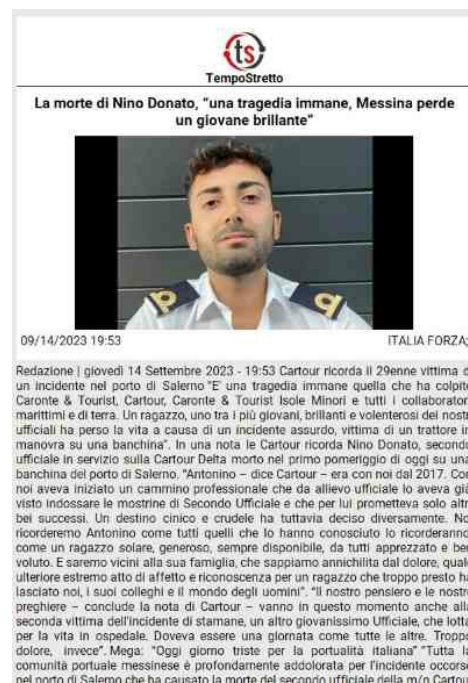 ts
TempoStretto
La morte di Nino Donato, “una tragedia immane, Messina perde
un giovane brillante”
09/14/2023 19:53
ITALIA FORZA;
Redazione | giovedì 14 Settembre 2023 - 19:53 Cartour ricorda il 29enne vittima d
un incidente nel porto di Salerno "E' una tragedia immane quella che ha colpito
Caronte & Tourist, Cartour, Caronte & Tourist Isole Minori e tutti i collaborator
marittimi e di terra. Un ragazzo, uno tra i più giovani, brillanti e volenterosi dei nostr
ufficiali ha perso la vita a causa di un incidente assurdo, vittima di un trattore in
manovra su una banchina". In una nota le Cartour ricorda Nino Donato, secondo
ufficiale in servizio sulla Cartour Delta morto nel primo pomeriggio di oggi su una
banchina del porto di Salerno. "Antonino – dice Cartour – era con noi dal 2017. Con
noi aveva iniziato un cammino professionale che da allievo ufficiale lo aveva già
visto indossare le mostrine di Secondo Ufficiale e che per lui prometteva solo altri
bei successi. Un destino cinico e crudele ha tuttavia deciso diversamente. Noi
ricorderemo Antonino come tutti quelli che lo hanno conosciuto lo ricorderanno:
come un ragazzo solare, generoso, sempre disponibile, da tutti apprezzato e ben
voluto. E saremo vicini alla sua famiglia, che sappiamo annichilita dal dolore, quale
ulteriore estremo atto di affetto e riconoscenza per un ragazzo che troppo presto ha
lasciato noi, i suoi colleghi e il mondo degli uomini". "Il nostro pensiero e le nostre
preghiere – conclude la nota di Cartour – vanno in questo momento anche alla
seconda vittima dell'incidente di stamane, un altro giovanissimo Ufficiale, che lotta
per la vita in ospedale. Doveva essere una giornata come tutte le altre. Troppo
dolore, invece". Mega: "Oggi giorno triste per la portualità italiana" "Tutta la
comunità portuale messinese è profondamente addolorata per l'incidente occorso
nel porto di Salerno che ha causato la morte del secondo ufficiale della m/n Cartou